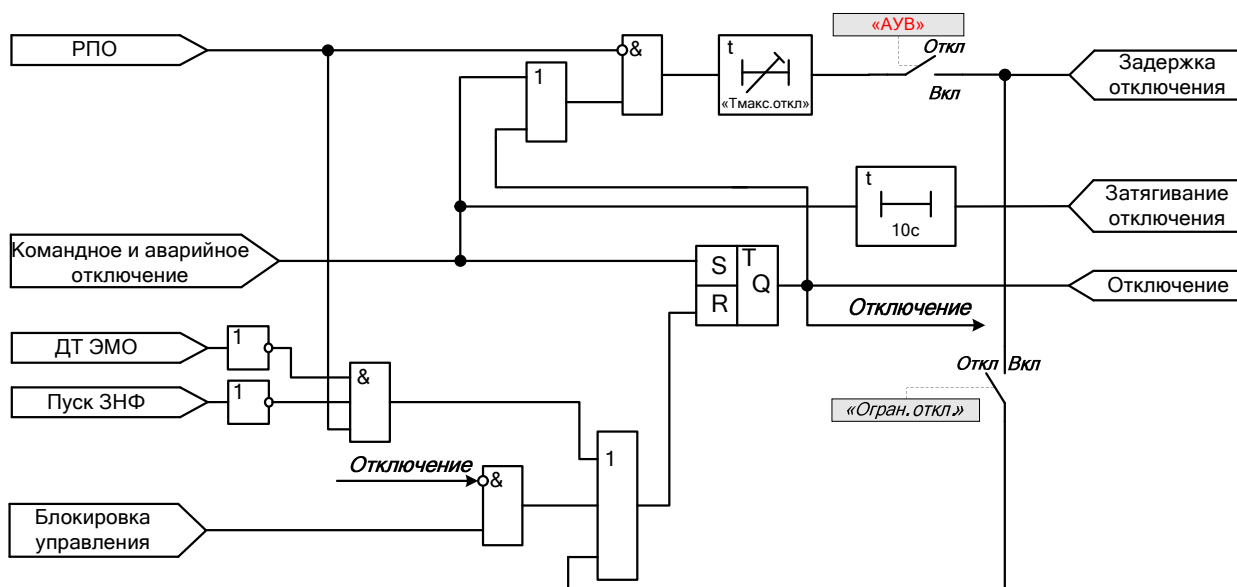 «АУВ»
РПО
&
t
Откл
Задержка
отключения
1
«Тмакс.откл»
Вкл
t
Затягивание
отключения
10с
Командное и аварийное
отключение
S
T
Q
R
Отключение
Отключение
1
ДТ ЭМО
&
Откл
Вкл
1
Пуск ЗНФ
«Огран.откл.»
Отключение
1
&
Блокировка
управления